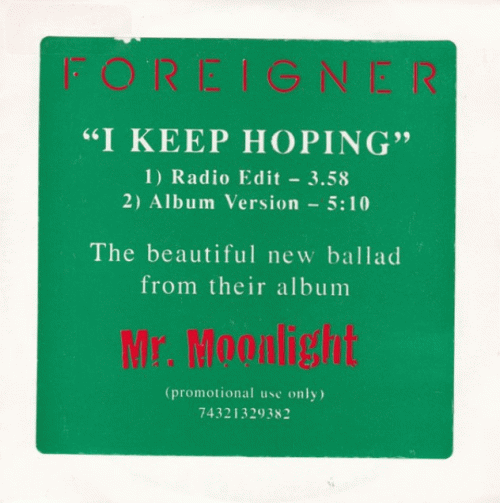 FOREIGNER
“I KEEP HOPING”
1) Radio Edit – 3.58
2) Album Version – 5:10
The beautiful new ballad
from their album
Mr. Moonlight
(promotional use only)
74321329382